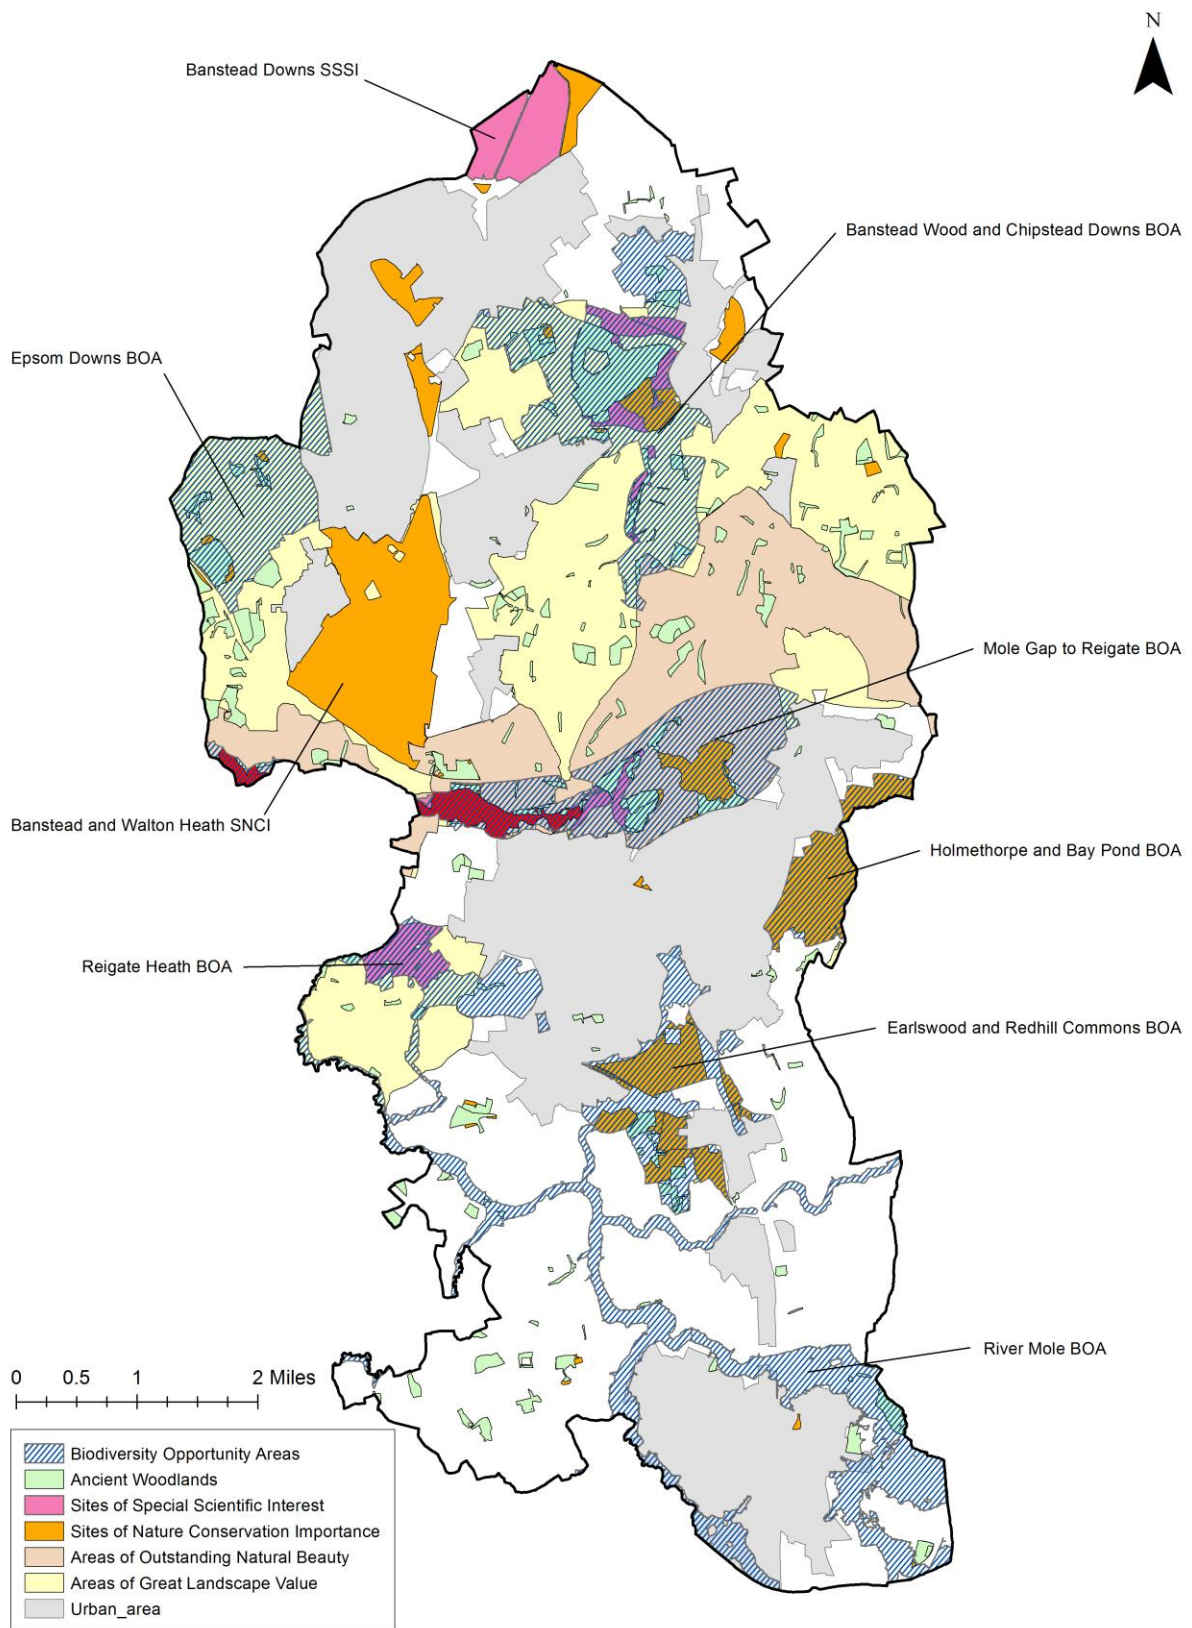 N
Banstead Downs SSSI
Banstead Wood and Chipstead Downs BOA
Epsom Downs BOA
Mole Gap to Reigate BOA
Banstead and Walton Heath SNCI
Holmethorpe and Bay Pond BOA
Reigate Heath BOA
Earlswood and Redhill Commons BOA
River Mole BOA
0 0.5 1 2 Miles
Biodiversity Opportunity Areas
Ancient Woodlands
Sites of Special Scientific Interest
Sites of Nature Conservation Importance
Areas of Outstanding Natural Beauty
Areas of Great Landscape Value
Urban_area